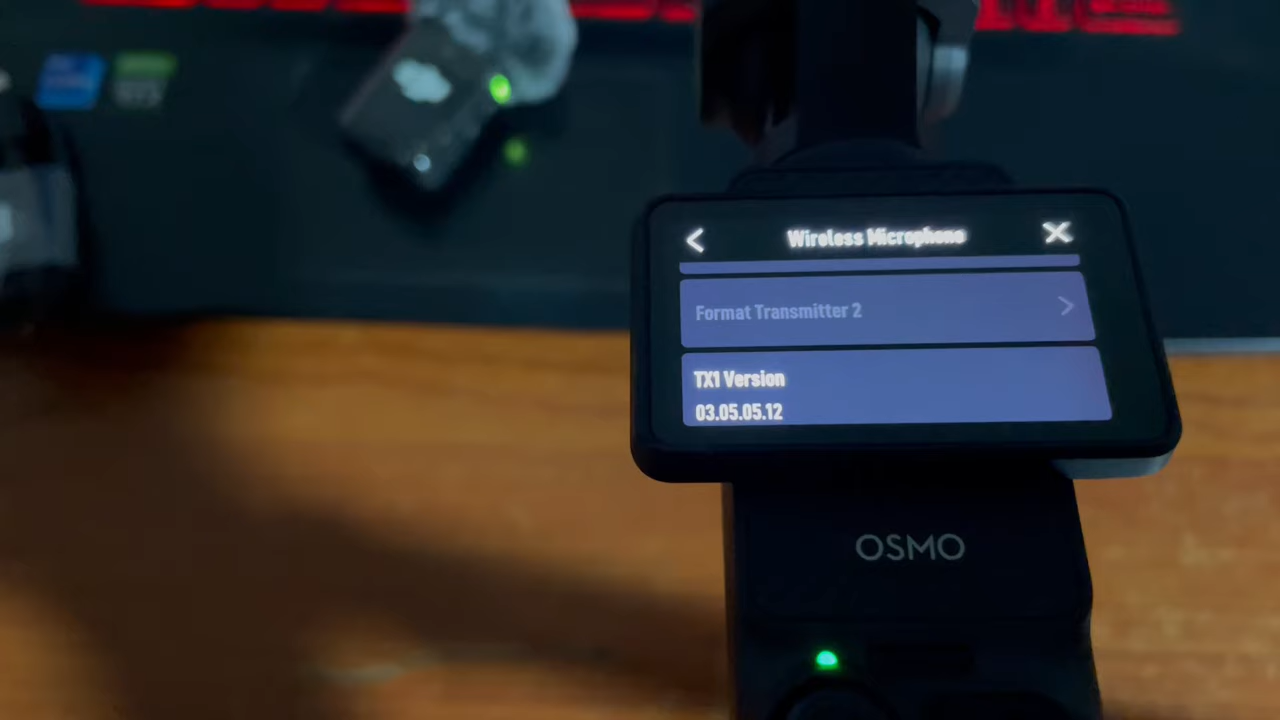 Wireless Microphone
Format Transmitter 2
TX1 Version
03.05.05.12
OSMO